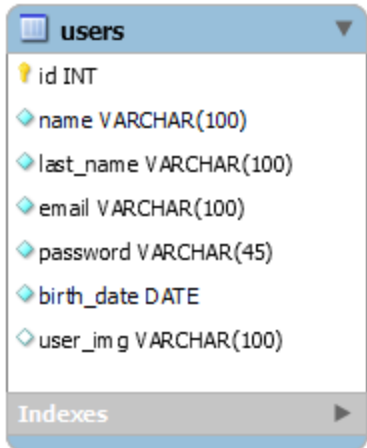 users
id INT
name VARCHAR(100)
last_name VARCHAR(100)
email VARCHAR(100)
password VARCHAR(45)
birth_date DATE
user_img VARCHAR(100)
Indexes